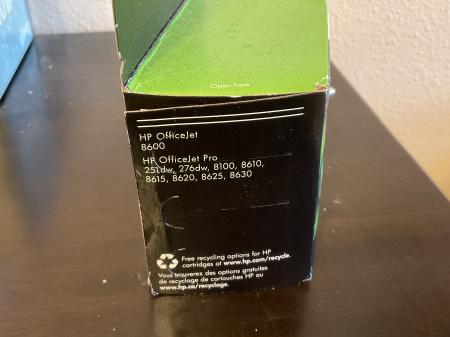 Open here
HP OfficeJet
8600
HP OfficeJet Pro
251dw, 276dw, 8100, 8610,
8615, 8620, 8625, 8630
Free recycling options for HP
cartridges at www.hp.com/recycle.
Vous trouverez des options gratuites
de recyclage de cartouches HP au
www.hp.ca/recyclage.